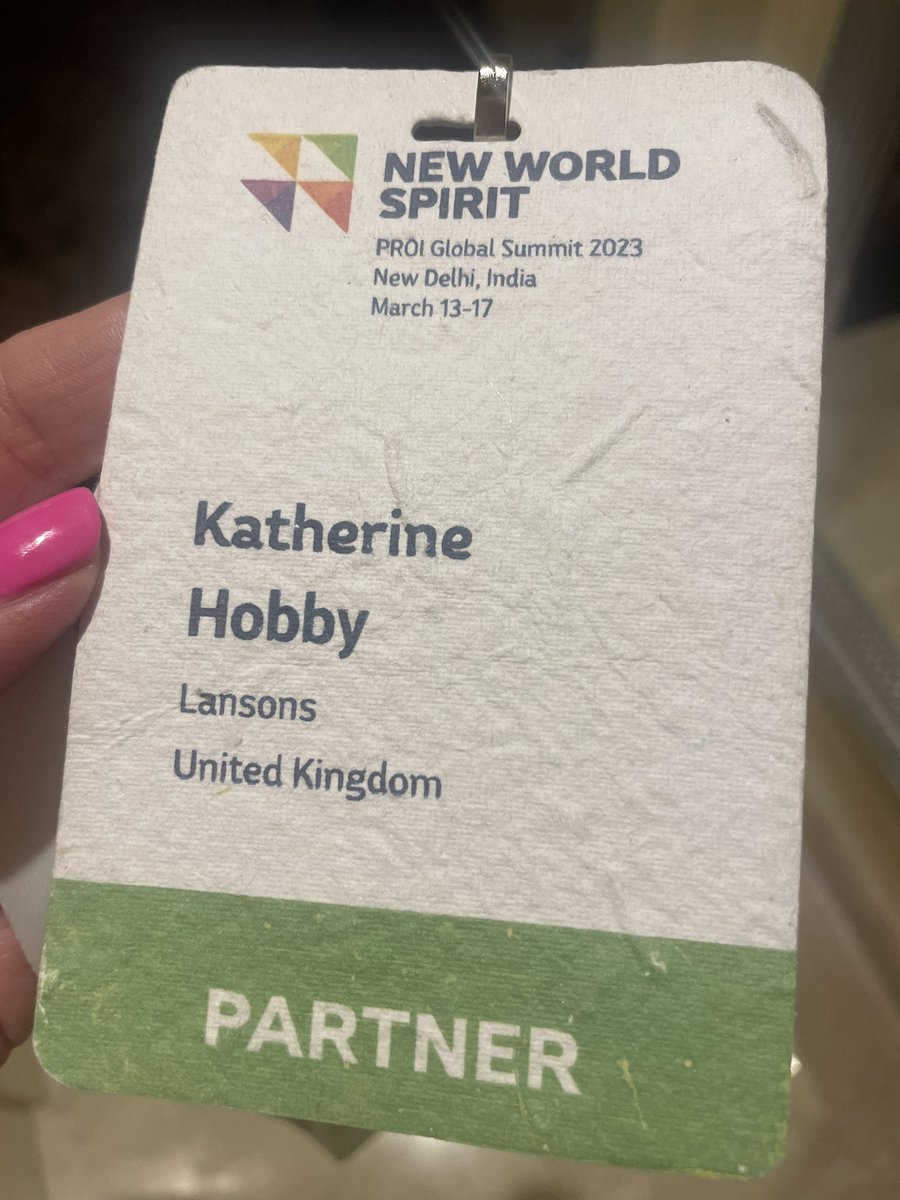 NEW WORLD
SPIRIT
PROI Global Summit 2023
New Delhi, India
March 13-17
Katherine
Hobby
Lansons
United Kingdom
PARTNER